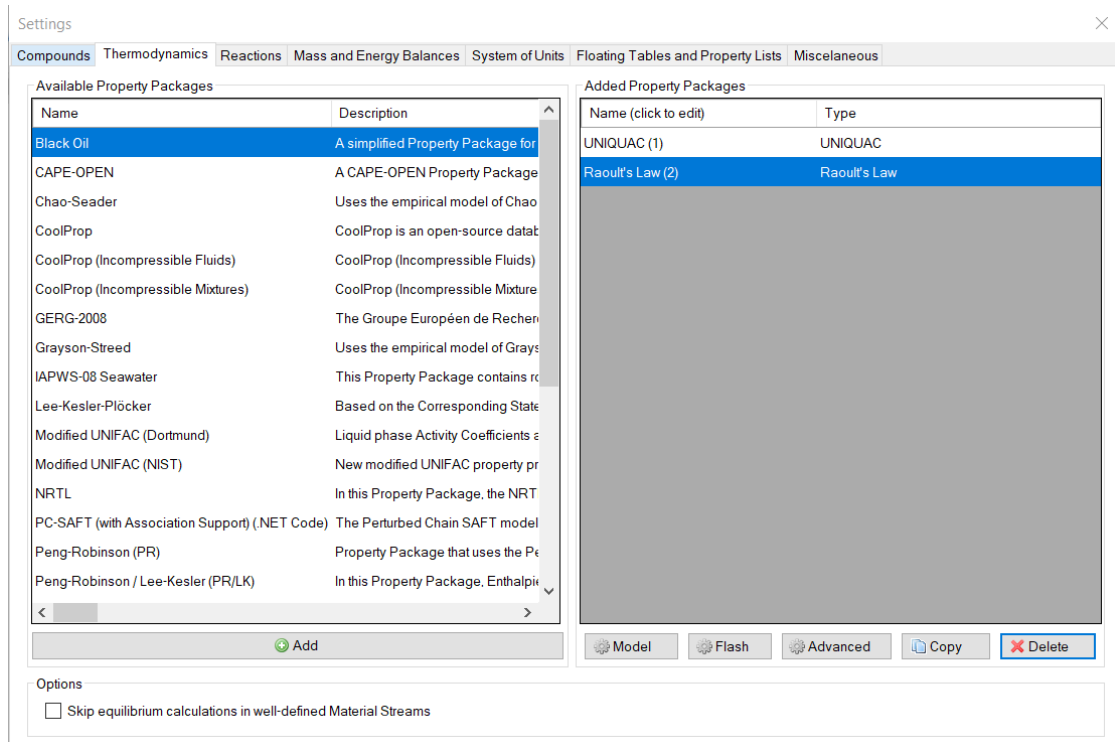 Settings
Compounds Thermodynamics Reactions Mass and Energy Balances System of Units Floating Tables and Property Lists Miscelaneous
Available Property Packages
Name Description
Black Oil A simplified Property Package for
CAPE-OPEN A CAPE-OPEN Property Package
Chao-Seader Uses the empirical model of Chao
CoolProp CoolProp is an open-source datab
CoolProp (Incompressible Fluids) CoolProp (Incompressible Fluids)
CoolProp (Incompressible Mixtures) CoolProp (Incompressible Mixture
GERG-2008 The Groupe Européen de Recher
Grayson-Streed Uses the empirical model of Grays
IAPWS-08 Seawater This Property Package contains ro
Lee-Kesler-Plöcker Based on the Corresponding State
Modified UNIFAC (Dortmund) Liquid phase Activity Coefficients a
Modified UNIFAC (NIST) New modified UNIFAC property pr
NRTL In this Property Package, the NRT
PC-SAFT (with Association Support) (.NET Code) The Perturbed Chain SAFT model
Peng-Robinson (PR) Property Package that uses the Pe
Peng-Robinson / Lee-Kesler (PR/LK) In this Property Package, Enthalpie
Add
Added Property Packages
Name (click to edit) Type
UNIQUAC (1) UNIQUAC
Raoult's Law (2) Raoult's Law
Model Flash Advanced Copy Delete
Options
Skip equilibrium calculations in well-defined Material Streams